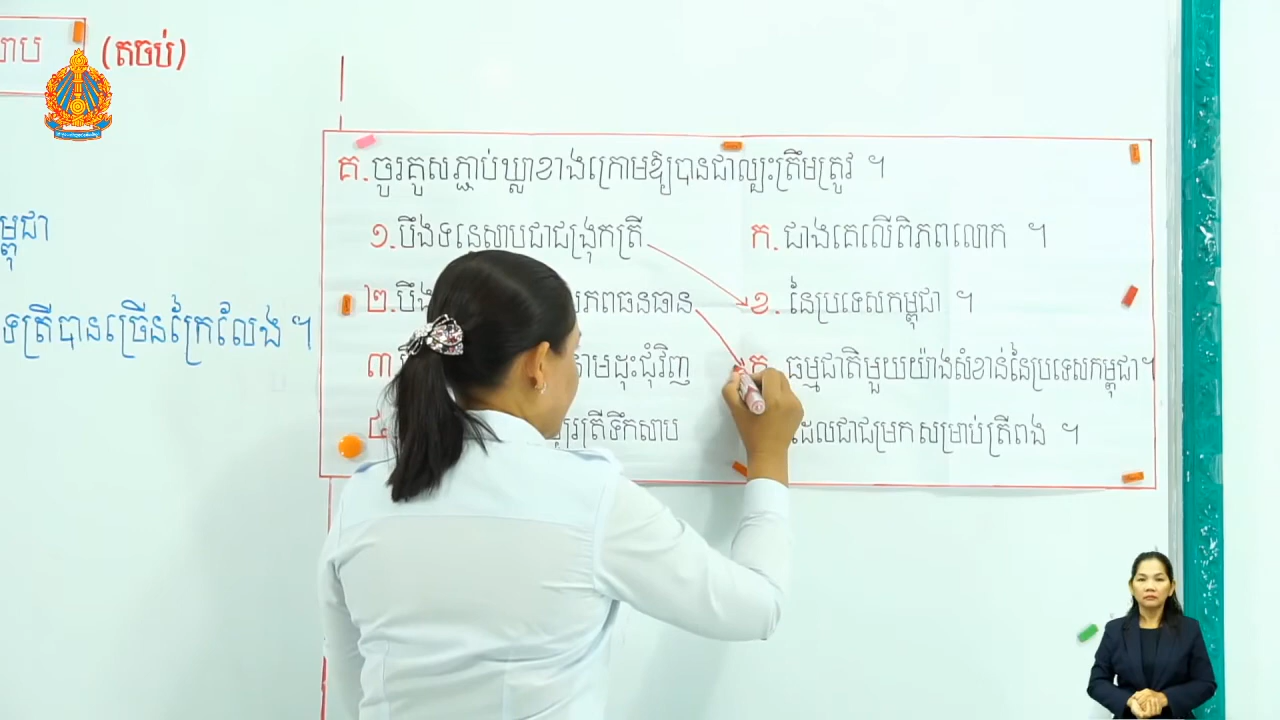 (តចប់)
គ. ចូរគូសភ្ជាប់ឃ្លាខាងក្រោមឱ្យបានជាល្បះត្រឹមត្រូវ ។
១. បឹងទន្លេសាបជាជង្រុកត្រី
ក. ជាងគេលើពិភពលោក ។
២. បឹង ភពធនធាន
ខ. នៃប្រទេសកម្ពុជា ។
៣. តាមដុះជុំវិញ
គ. ធម្មជាតិមួយយ៉ាងសំខាន់នៃប្រទេសកម្ពុជា។
៤. ត្រីទឹកសាប
ដែលជាជម្រកសម្រាប់ត្រីពង ។
ម្ពុជា
ទត្រីបានច្រើនក្រៃលែង ។